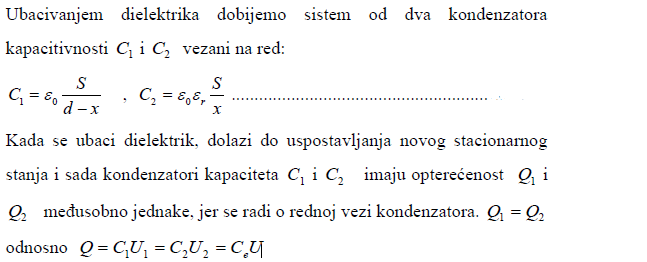 Ubacivanjem dielektrika dobijemo sistem od dva kondenzatora
kapacitivnosti C₁ i C₂ vezani na red:
C₁ = ε₀ S/(d − x) , C₂ = ε₀εᵣ S/x ........................................................
Kada se ubaci dielektrik, dolazi do uspostavljanja novog stacionarnog
stanja i sada kondenzatori kapaciteta C₁ i C₂ imaju opterećenost Q₁ i
Q₂ međusobno jednake, jer se radi o rednoj vezi kondenzatora. Q₁ = Q₂
odnosno Q = C₁U₁ = C₂U₂ = CₑU